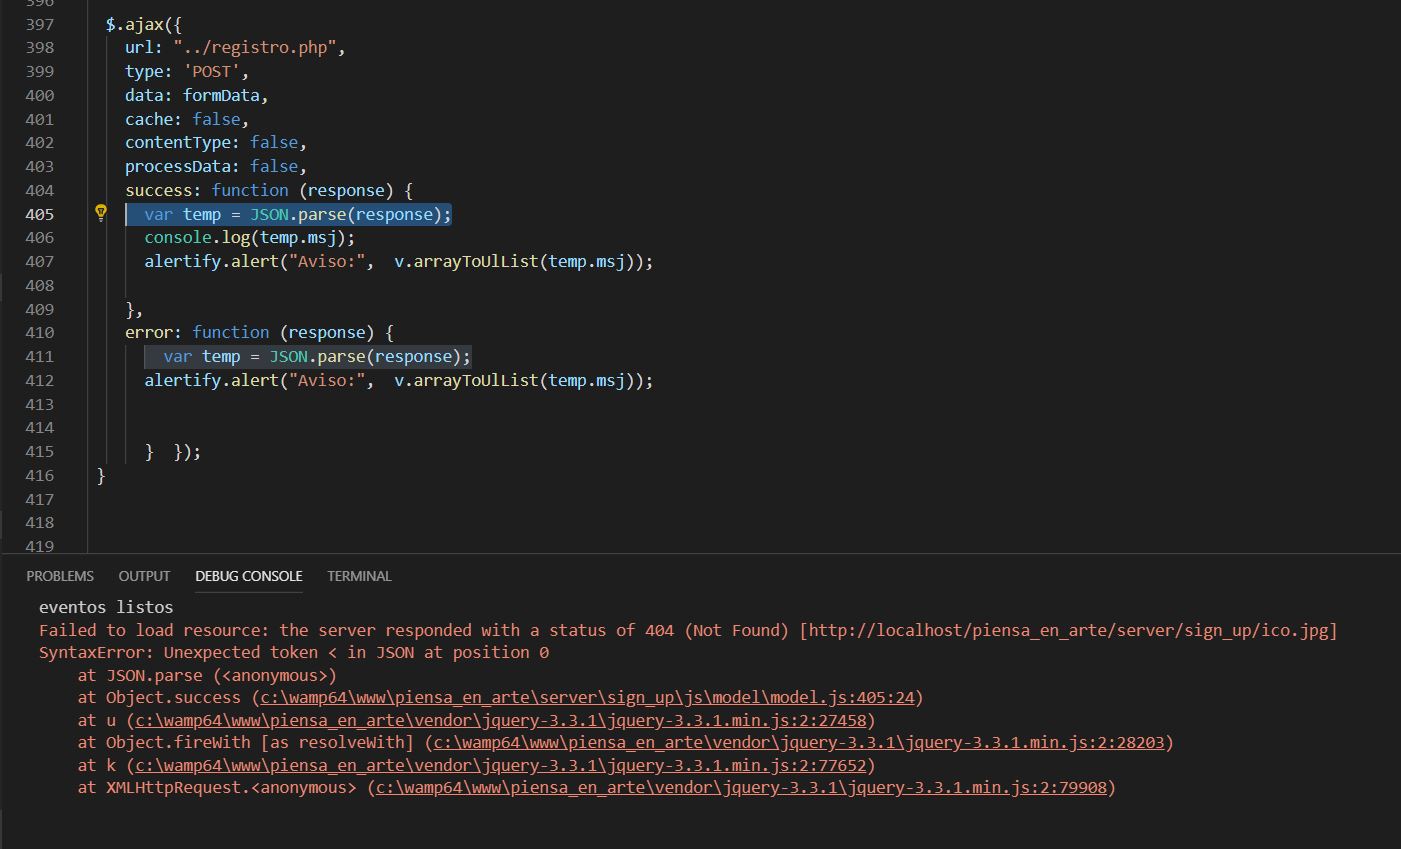 396
397 $.ajax({
398 url: "../registro.php",
399 type: 'POST',
400 data: formData,
401 cache: false,
402 contentType: false,
403 processData: false,
404 success: function (response) {
405 var temp = JSON.parse(response);
406 console.log(temp.msj);
407 alertify.alert("Aviso:",  v.arrayToUlList(temp.msj));
408
409 },
410 error: function (response) {
411 var temp = JSON.parse(response);
412 alertify.alert("Aviso:",  v.arrayToUlList(temp.msj));
413
414
415 }  });
416 }
417
418
419
PROBLEMS OUTPUT DEBUG CONSOLE TERMINAL
eventos listos
Failed to load resource: the server responded with a status of 404 (Not Found) [http://localhost/piensa_en_arte/server/sign_up/ico.jpg]
SyntaxError: Unexpected token < in JSON at position 0
at JSON.parse (<anonymous>)
at Object.success (c:\wamp64\www\piensa_en_arte\server\sign_up\js\model\model.js:405:24)
at u (c:\wamp64\www\piensa_en_arte\vendor\jquery-3.3.1\jquery-3.3.1.min.js:2:27458)
at Object.fireWith [as resolveWith] (c:\wamp64\www\piensa_en_arte\vendor\jquery-3.3.1\jquery-3.3.1.min.js:2:28203)
at k (c:\wamp64\www\piensa_en_arte\vendor\jquery-3.3.1\jquery-3.3.1.min.js:2:77652)
at XMLHttpRequest.<anonymous> (c:\wamp64\www\piensa_en_arte\vendor\jquery-3.3.1\jquery-3.3.1.min.js:2:79908)